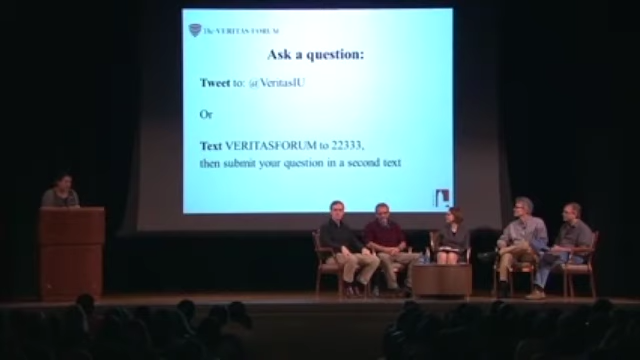 The VERITAS FORUM
Ask a question:
Tweet to: @VeritasIU
Or
Text VERITASFORUM to 22333,
then submit your question in a second text